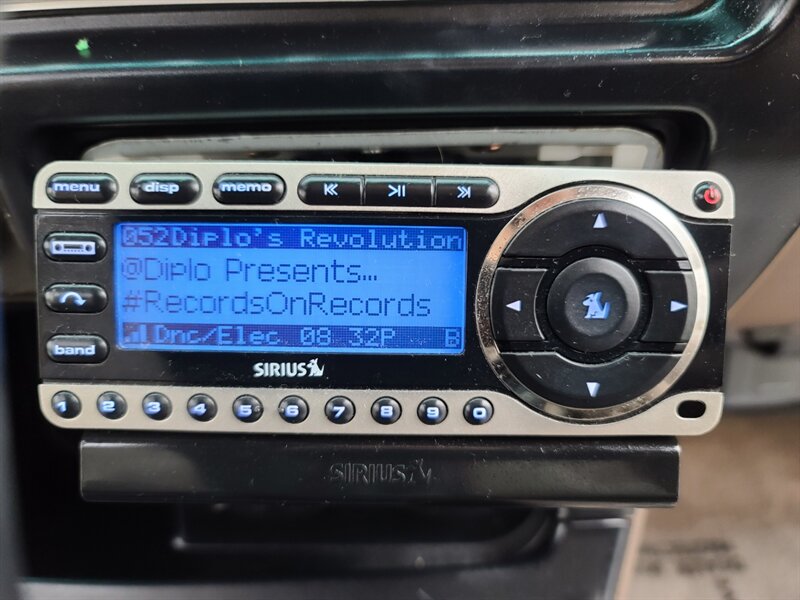 menu disp memo
052Diplo's Revolution
@Diplo Presents...
#RecordsOnRecords
Dnc/Elec 08 32P B
band
SIRIUS
1 2 3 4 5 6 7 8 9 0
SIRIUS